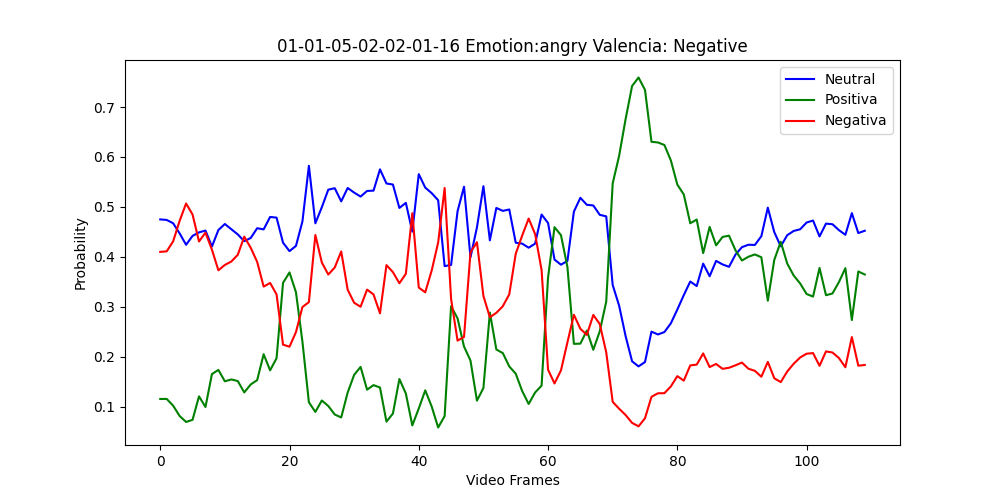 01-01-05-02-02-01-16 Emotion:angry Valencia: Negative
Neutral
Positiva
Negativa
Probability
0.7
0.6
0.5
0.4
0.3
0.2
0.1
0 20 40 60 80 100
Video Frames